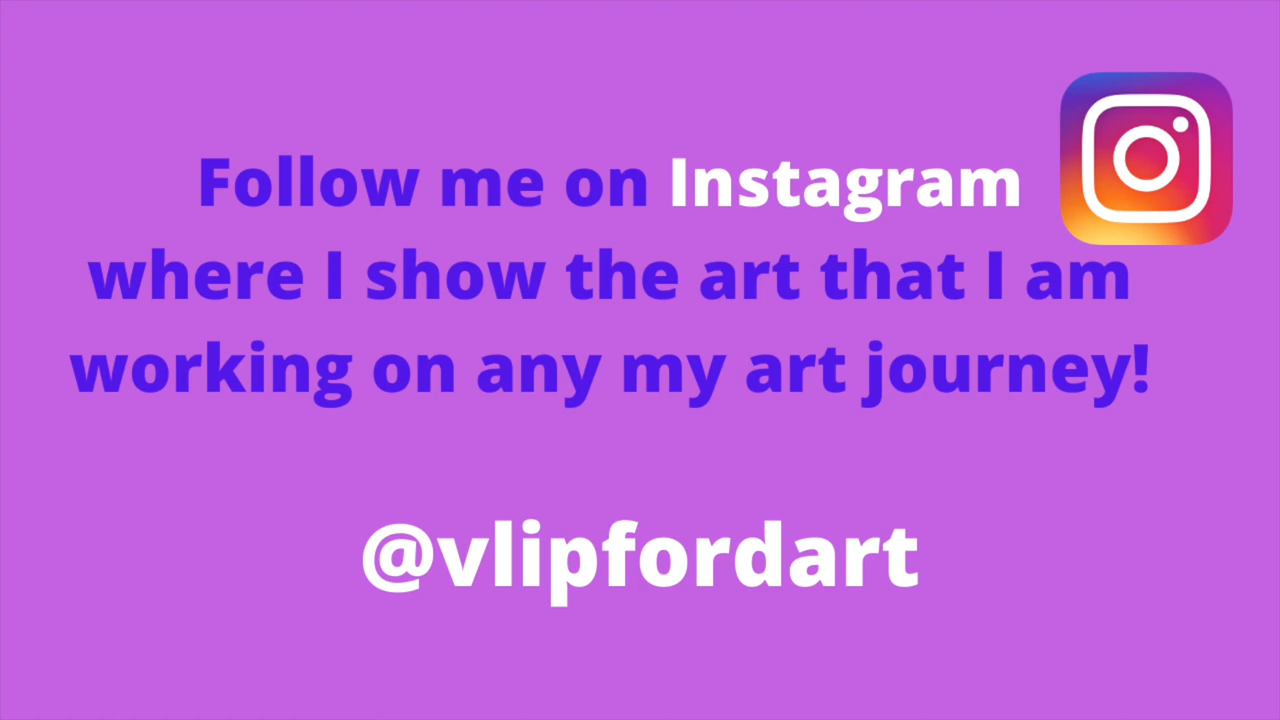 Follow me on Instagram
where I show the art that I am
working on any my art journey!
@vlipfordart